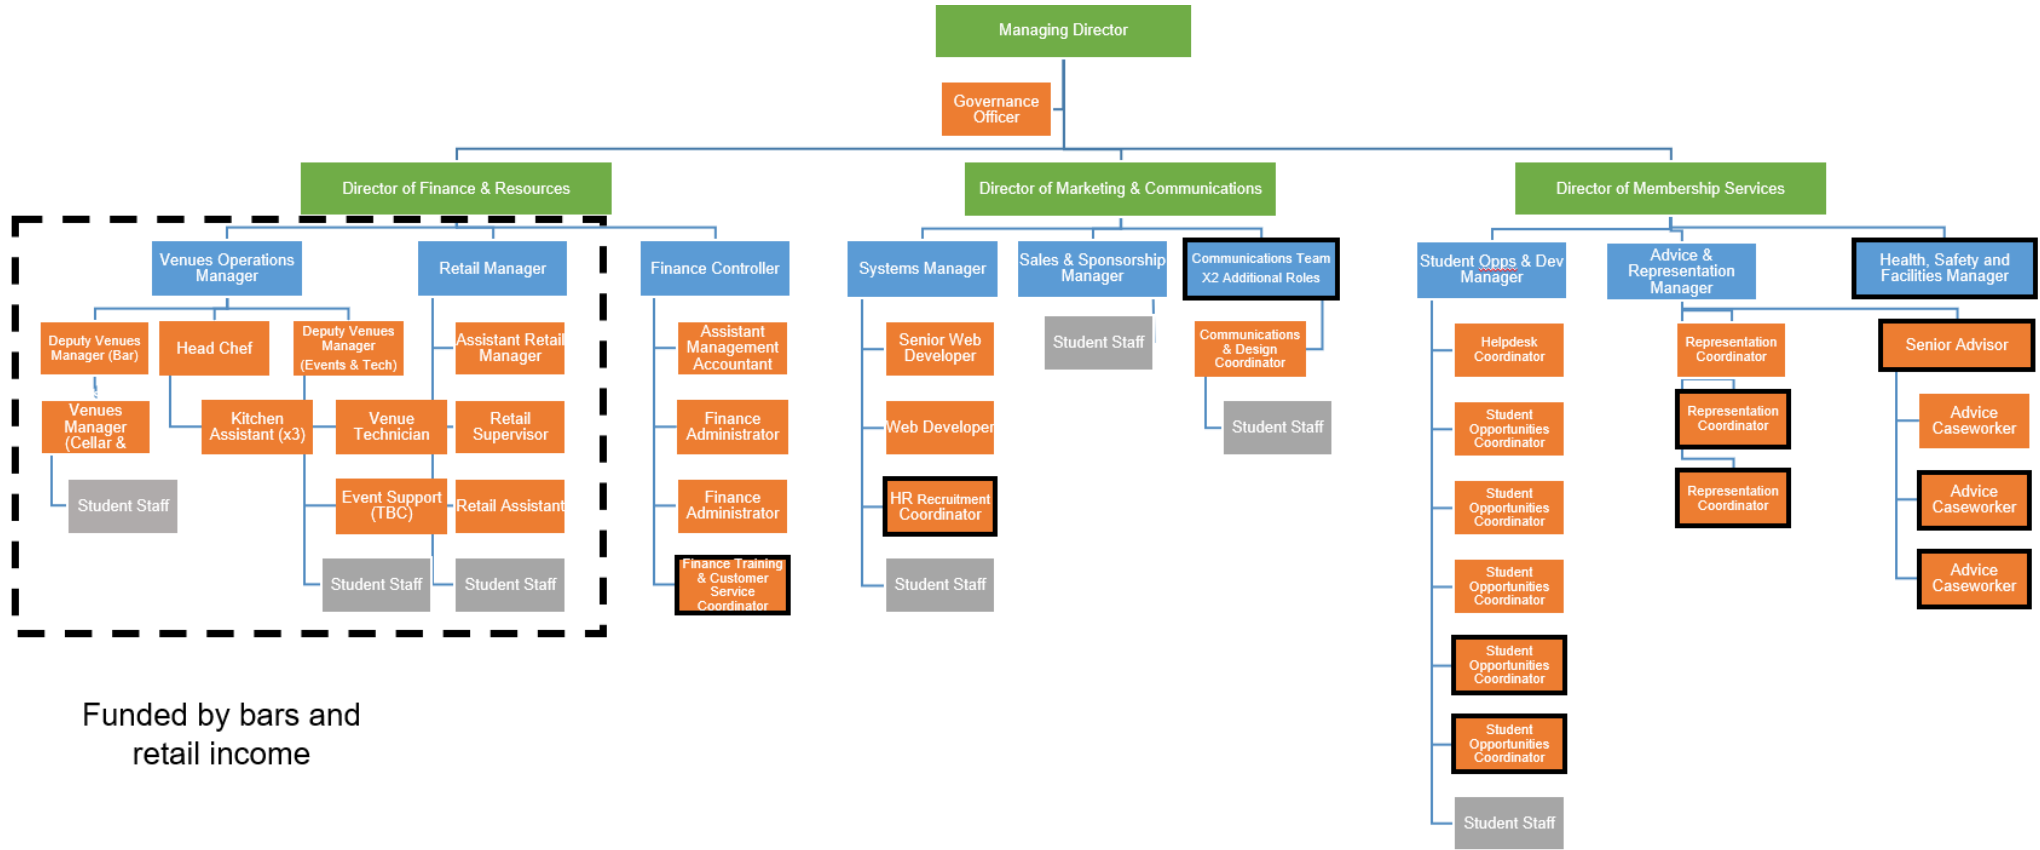 Managing Director
Governance
Officer
Director of Finance & Resources
Director of Marketing & Communications
Director of Membership Services
Venues Operations
Manager
Retail Manager
Finance Controller
Systems Manager
Sales & Sponsorship
Manager
Communications Team
X2 Additional Roles
Student Opps & Dev
Manager
Advice &
Representation
Manager
Health, Safety and
Facilities Manager
Deputy Venues
Manager (Bar)
Head Chef
Deputy Venues
Manager
(Events & Tech)
Assistant Retail
Manager
Assistant
Management
Accountant
Senior Web
Developer
Student Staff
Communications
& Design
Coordinator
Helpdesk
Coordinator
Representation
Coordinator
Senior Advisor
Venues
Manager
(Cellar &
Kitchen
Assistant (x3)
Venue
Technician
Retail
Supervisor
Finance
Administrator
Web Developer
Student Staff
Student
Opportunities
Coordinator
Representation
Coordinator
Advice
Caseworker
Student Staff
Event Support
(TBC)
Retail Assistant
Finance
Administrator
HR Recruitment
Coordinator
Student
Opportunities
Coordinator
Representation
Coordinator
Advice
Caseworker
Student Staff
Student Staff
Finance Training
& Customer
Service
Coordinator
Student Staff
Student
Opportunities
Coordinator
Advice
Caseworker
Student
Opportunities
Coordinator
Student
Opportunities
Coordinator
Student Staff
Funded by bars and
retail income